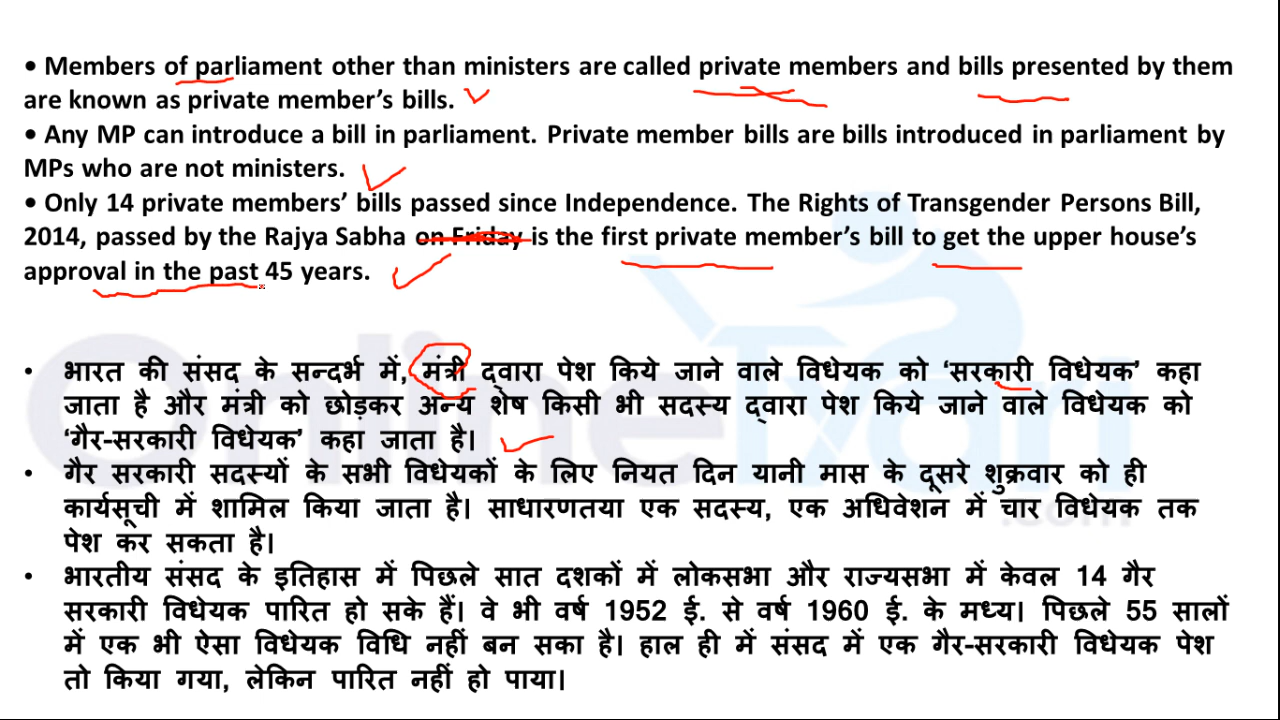 • Members of parliament other than ministers are called private members and bills presented by them
are known as private member’s bills.
• Any MP can introduce a bill in parliament. Private member bills are bills introduced in parliament by
MPs who are not ministers.
• Only 14 private members’ bills passed since Independence. The Rights of Transgender Persons Bill,
2014, passed by the Rajya Sabha on Friday is the first private member’s bill to get the upper house’s
approval in the past 45 years.
• भारत की संसद के सन्दर्भ में, मंत्री द्वारा पेश किये जाने वाले विधेयक को ‘सरकारी विधेयक’ कहा
जाता है और मंत्री को छोड़कर अन्य शेष किसी भी सदस्य द्वारा पेश किये जाने वाले विधेयक को
‘गैर-सरकारी विधेयक’ कहा जाता है।
• गैर सरकारी सदस्यों के सभी विधेयकों के लिए नियत दिन यानी मास के दूसरे शुक्रवार को ही
कार्यसूची में शामिल किया जाता है। साधारणतया एक सदस्य, एक अधिवेशन में चार विधेयक तक
पेश कर सकता है।
• भारतीय संसद के इतिहास में पिछले सात दशकों में लोकसभा और राज्यसभा में केवल 14 गैर
सरकारी विधेयक पारित हो सके हैं। वे भी वर्ष 1952 ई. से वर्ष 1960 ई. के मध्य। पिछले 55 सालों
में एक भी ऐसा विधेयक विधि नहीं बन सका है। हाल ही में संसद में एक गैर-सरकारी विधेयक पेश
तो किया गया, लेकिन पारित नहीं हो पाया।
OnlineTyari
.com